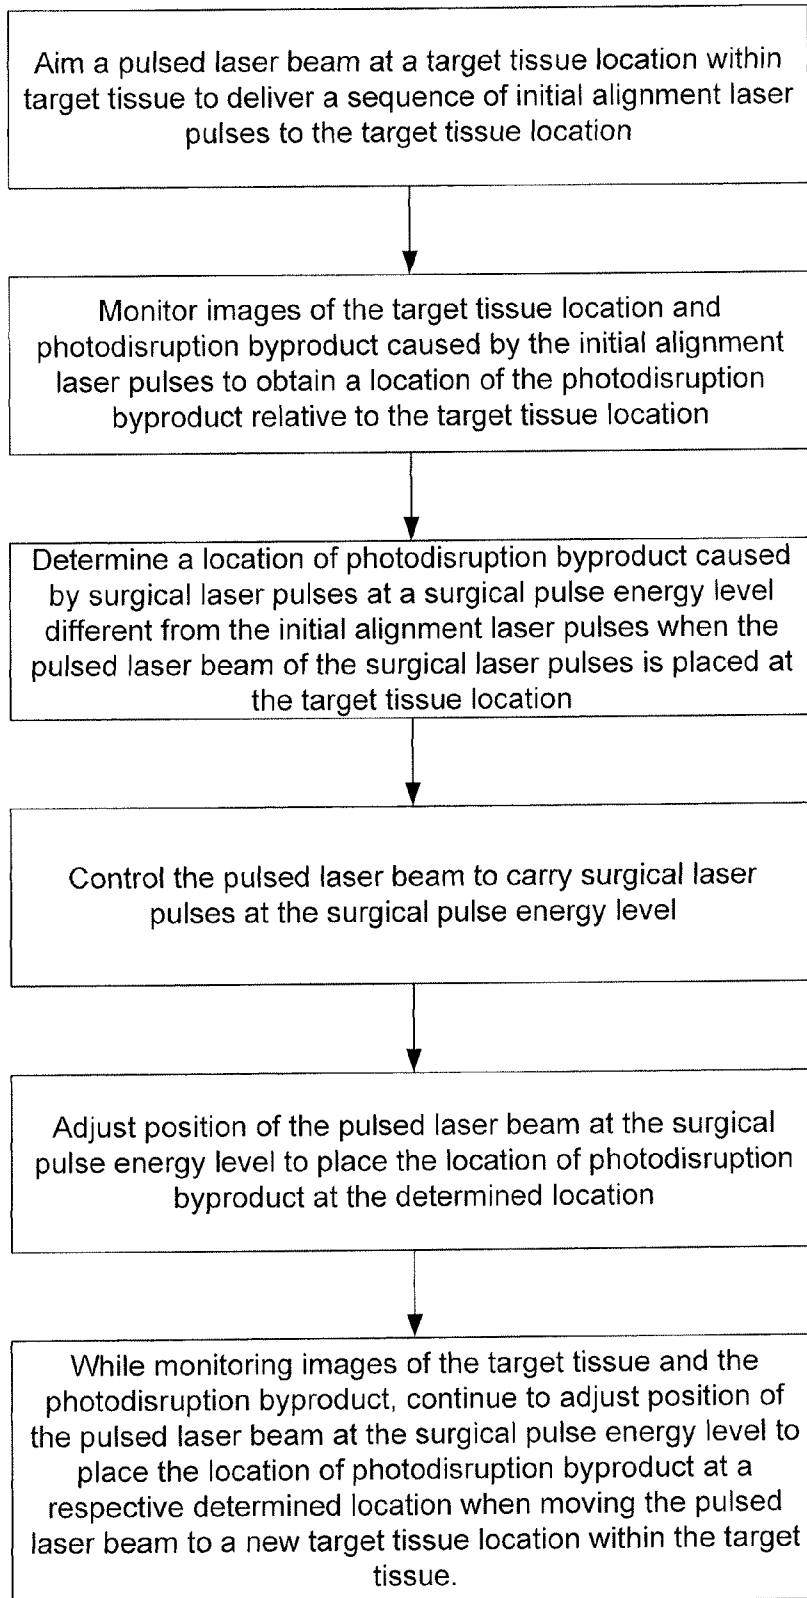 Aim a pulsed laser beam at a target tissue location within
target tissue to deliver a sequence of initial alignment laser
pulses to the target tissue location
Monitor images of the target tissue location and
photodisruption byproduct caused by the initial alignment
laser pulses to obtain a location of the photodisruption
byproduct relative to the target tissue location
Determine a location of photodisruption byproduct caused
by surgical laser pulses at a surgical pulse energy level
different from the initial alignment laser pulses when the
pulsed laser beam of the surgical laser pulses is placed at
the target tissue location
Control the pulsed laser beam to carry surgical laser
pulses at the surgical pulse energy level
Adjust position of the pulsed laser beam at the surgical
pulse energy level to place the location of photodisruption
byproduct at the determined location
While monitoring images of the target tissue and the
photodisruption byproduct, continue to adjust position of
the pulsed laser beam at the surgical pulse energy level to
place the location of photodisruption byproduct at a
respective determined location when moving the pulsed
laser beam to a new target tissue location within the target
tissue.